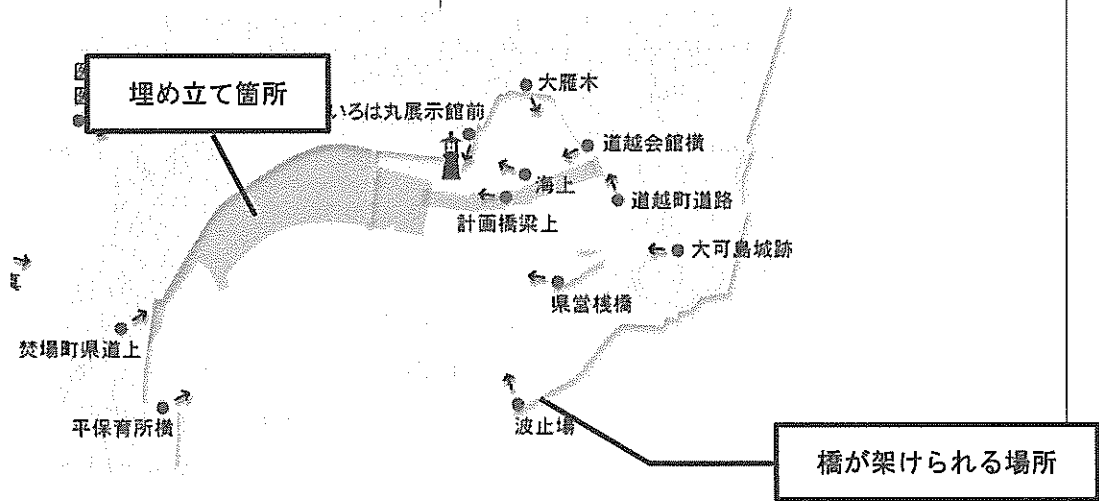 埋め立て箇所
大雁木
いろは丸展示館前
道越会館横
海上
道越町道路
計画橋梁上
大可島城跡
県営桟橋
焚場町県道上
平保育所横
波止場
橋が架けられる場所